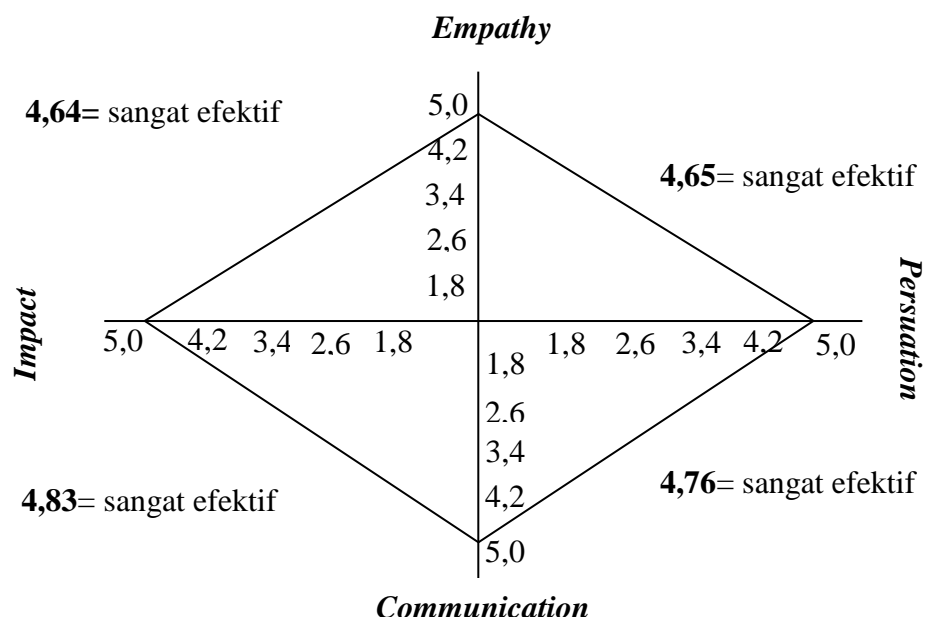 Empathy
4,64= sangat efektif
5,0
4,2
4,65= sangat efektif
3,4
2,6
1,8
Impact
Persuation
5,0 4,2 3,4 2,6 1,8 1,8 2,6 3,4 4,2 5,0
1,8
2,6
3,4
4,2
4,83= sangat efektif
4,76= sangat efektif
5,0
Communication